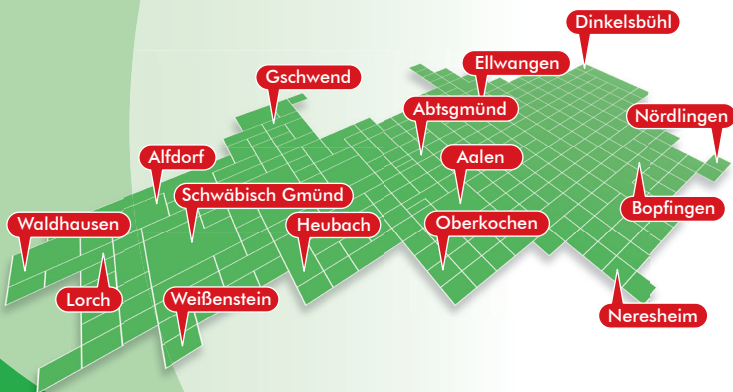 Dinkelsbühl
Ellwangen
Gschwend
Abtsgmünd
Nördlingen
Alfdorf
Aalen
Schwäbisch Gmünd
Bopfingen
Waldhausen
Heubach
Oberkochen
Lorch
Weißenstein
Neresheim